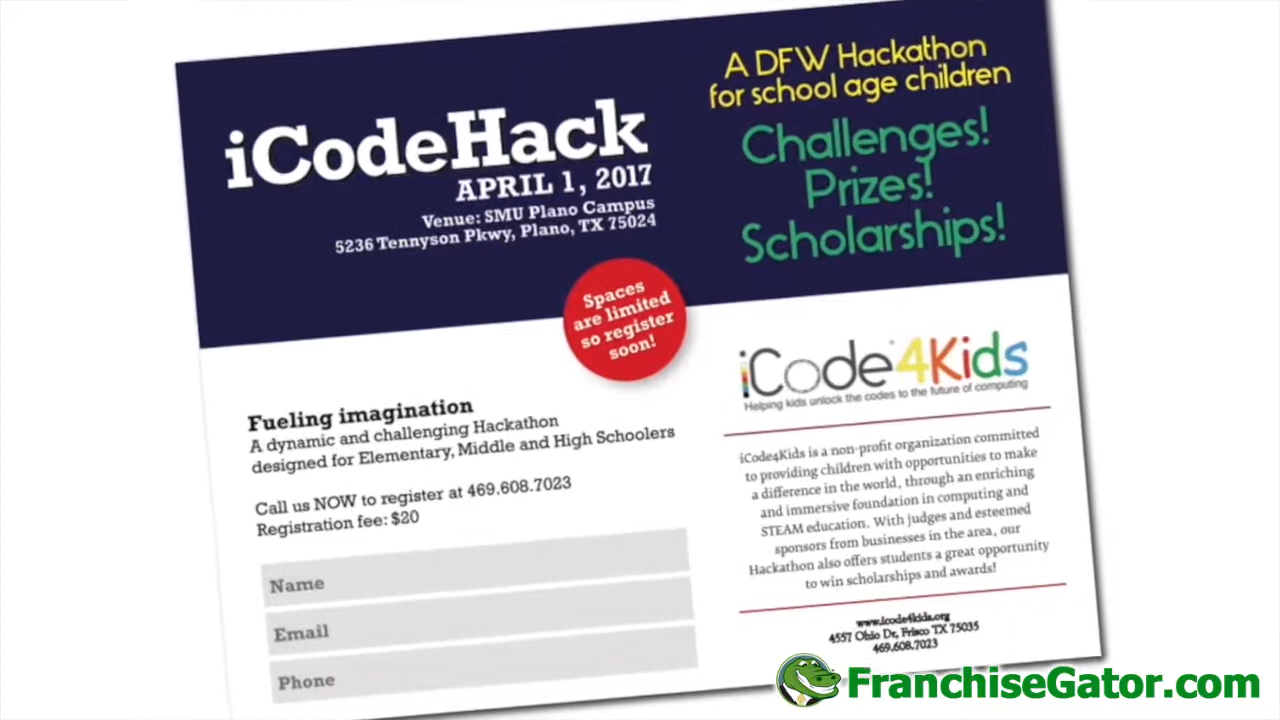 iCodeHack
APRIL 1, 2017
Venue: SMU Plano Campus
5236 Tennyson Pkwy, Plano, TX 75024
A DFW Hackathon
for school age children
Challenges!
Prizes!
Scholarships!
Spaces
are limited
so register
soon!
Fueling imagination
A dynamic and challenging Hackathon
designed for Elementary, Middle and High Schoolers
Call us NOW to register at 469.608.7023
Registration fee: $20
Name
Email
Phone
iCode4Kids
Helping kids unlock the codes to the future of computing
iCode4Kids is a non-profit organization committed
to providing children with opportunities to make
a difference in the world, through an enriching
and immersive foundation in computing and
STEAM education. With judges and esteemed
sponsors from businesses in the area, our
Hackathon also offers students a great opportunity
to win scholarships and awards!
www.icode4kids.org
4557 Ohio Dr, Frisco TX 75035
469.608.7023
FranchiseGator.com